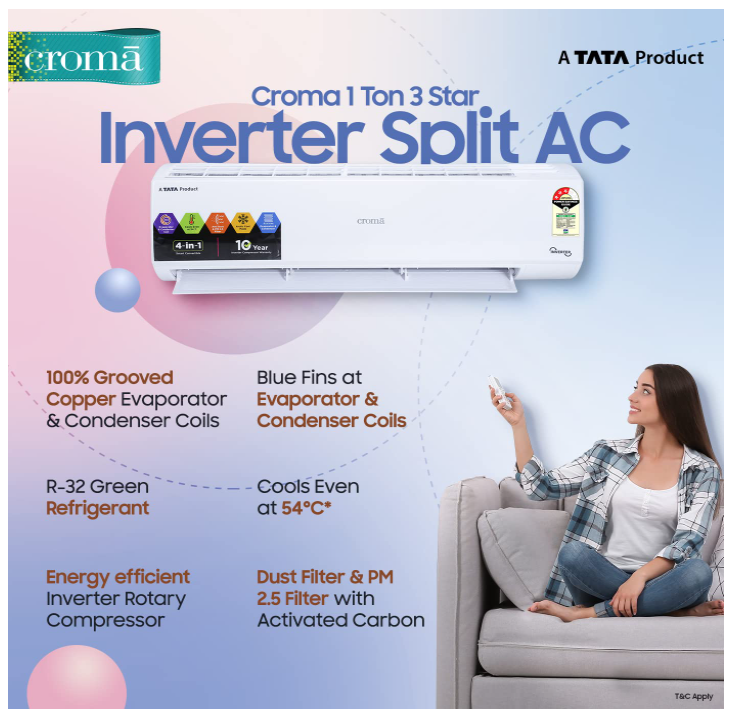 cromā
A TATA Product
Croma 1 Ton 3 Star
Inverter Split AC
A TATA Product
cromā
4-in-1
10 Year
100% Grooved
Copper Evaporator
& Condenser Coils
Blue Fins at
Evaporator &
Condenser Coils
R-32 Green
Refrigerant
Cools Even
at 54°C*
Energy efficient
Inverter Rotary
Compressor
Dust Filter & PM
2.5 Filter with
Activated Carbon
T&C Apply